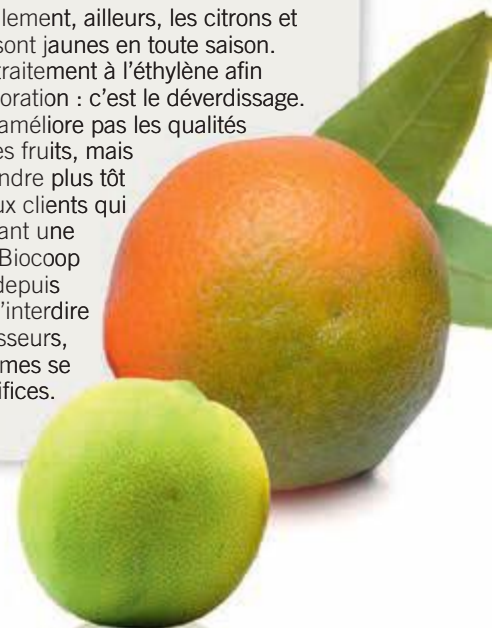 lement, ailleurs, les citrons et
sont jaunes en toute saison.
traitement à l'éthylène afin
oration : c'est le déverdissage.
améliore pas les qualités
es fruits, mais
ndre plus tôt
ux clients qui
ant une
Biocoop
depuis
'interdire
sseurs,
mes se
ifices.